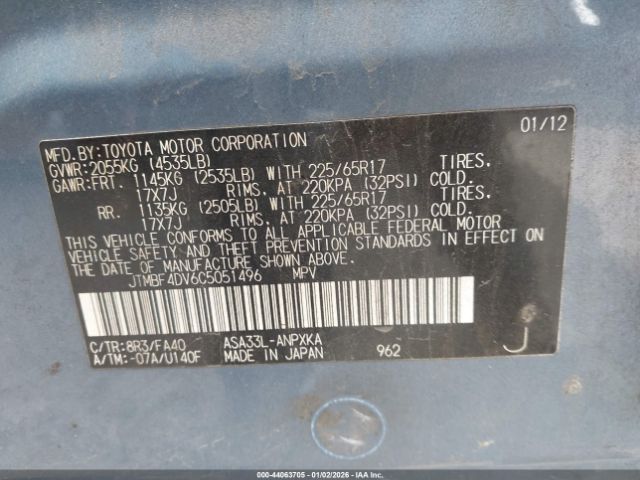 MFD.BY:TOYOTA MOTOR CORPORATION 01/12
GVWR:2055KG (4535LB)
GAWR:FRT. 1145KG (2535LB) WITH 225/65R17 TIRES.
17X7J RIMS. AT 220KPA (32PSI) COLD.
RR. 1135KG (2505LB) WITH 225/65R17 TIRES.
17X7J RIMS. AT 220KPA (32PSI) COLD.
THIS VEHICLE CONFORMS TO ALL APPLICABLE FEDERAL MOTOR
VEHICLE SAFETY AND THEFT PREVENTION STANDARDS IN EFFECT ON
THE DATE OF MANUFACTURE SHOWN ABOVE.
JTMBF4DV6C5051496 MPV
C/TR:8R3/FA40 ASA33L-ANPXKA
A/TM:-07A/U140F MADE IN JAPAN 962 J
000-44063705 - 01/02/2026 - IAA Inc.